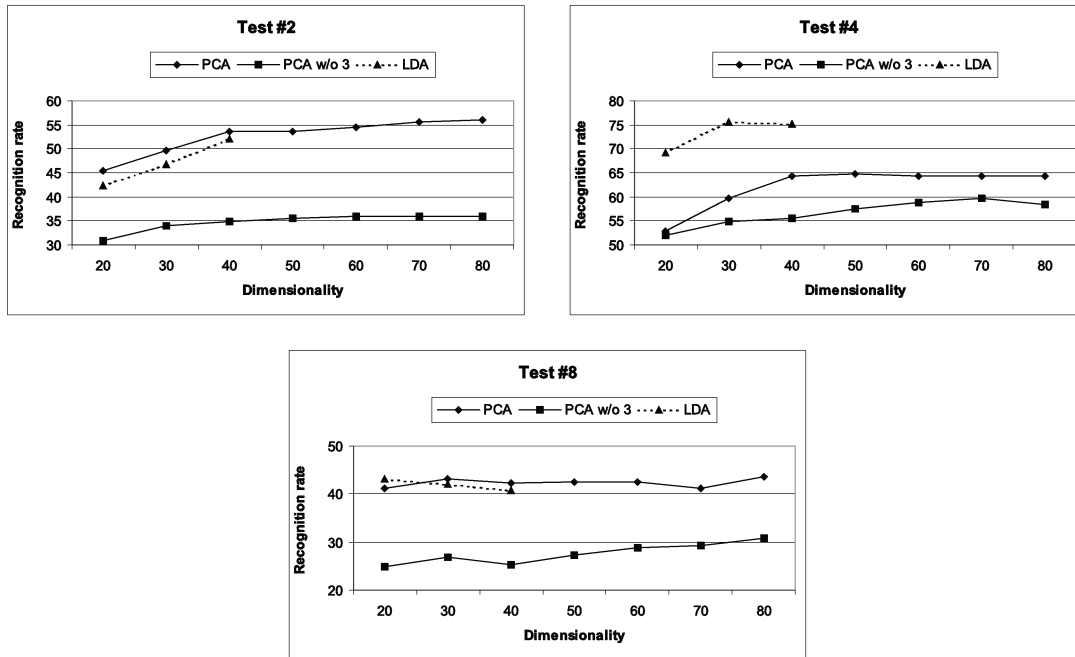 Test #2
PCA PCA w/o 3 LDA
Recognition rate
60
55
50
45
40
35
30
20 30 40 50 60 70 80
Dimensionality
Test #4
PCA PCA w/o 3 LDA
Recognition rate
80
75
70
65
60
55
50
20 30 40 50 60 70 80
Dimensionality
Test #8
PCA PCA w/o 3 LDA
Recognition rate
50
40
30
20
20 30 40 50 60 70 80
Dimensionality